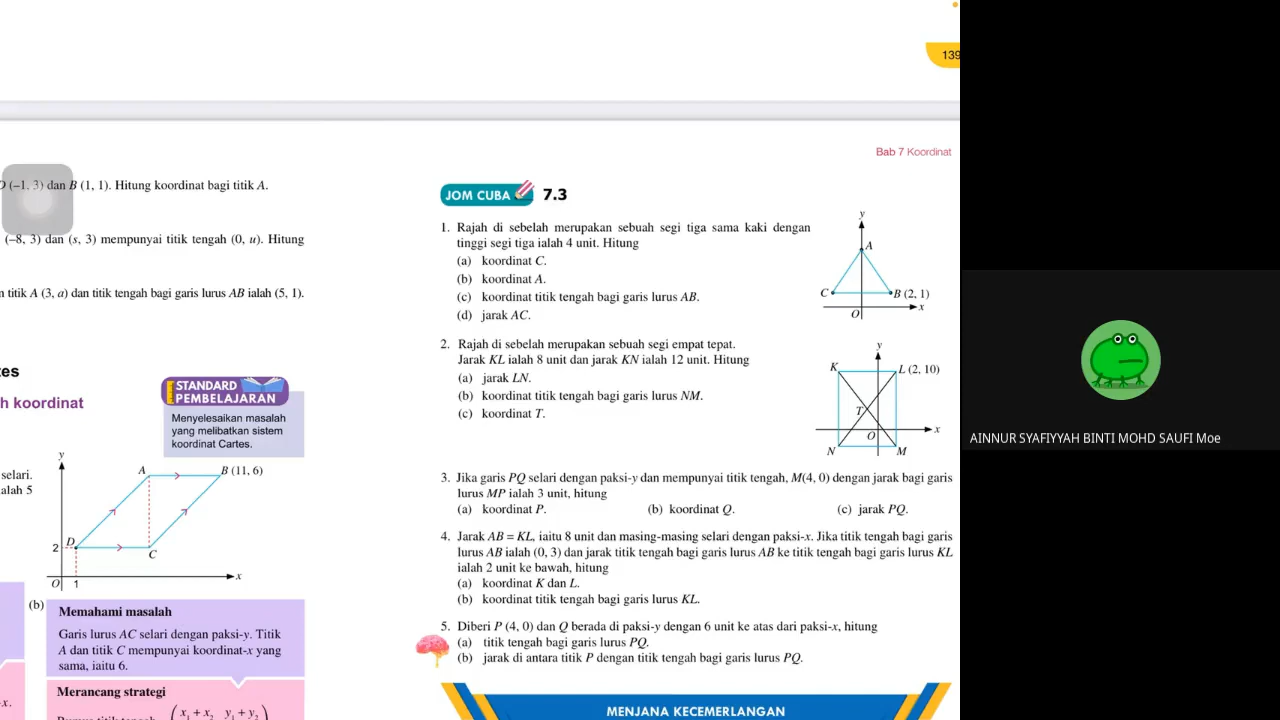 139
Bab 7 Koordinat
(–1, 3) dan B (1, 1). Hitung koordinat bagi titik A.
(–8, 3) dan (s, 3) mempunyai titik tengah (0, u). Hitung
titik A (3, a) dan titik tengah bagi garis lurus AB ialah (5, 1).
h koordinat
STANDARD
PEMBELAJARAN
Menyelesaikan masalah
yang melibatkan sistem
koordinat Cartes.
selari.
alah 5
y
A
B (11, 6)
2
D
C
x
O
1
(b)
Memahami masalah
Garis lurus AC selari dengan paksi-y. Titik
A dan titik C mempunyai koordinat-x yang
sama, iaitu 6.
Merancang strategi
-x.
(x₁ + x₂, y₁ + y₂)
JOM CUBA 7.3
1. Rajah di sebelah merupakan sebuah segi tiga sama kaki dengan
tinggi segi tiga ialah 4 unit. Hitung
(a) koordinat C.
(b) koordinat A.
(c) koordinat titik tengah bagi garis lurus AB.
(d) jarak AC.
y
A
C
B (2, 1)
x
O
2. Rajah di sebelah merupakan sebuah segi empat tepat.
Jarak KL ialah 8 unit dan jarak KN ialah 12 unit. Hitung
(a) jarak LN.
(b) koordinat titik tengah bagi garis lurus NM.
(c) koordinat T.
y
K
L (2, 10)
T
x
O
N
M
3. Jika garis PQ selari dengan paksi-y dan mempunyai titik tengah, M(4, 0) dengan jarak bagi garis
lurus MP ialah 3 unit, hitung
(a) koordinat P. (b) koordinat Q. (c) jarak PQ.
4. Jarak AB = KL, iaitu 8 unit dan masing-masing selari dengan paksi-x. Jika titik tengah bagi garis
lurus AB ialah (0, 3) dan jarak titik tengah bagi garis lurus AB ke titik tengah bagi garis lurus KL
ialah 2 unit ke bawah, hitung
(a) koordinat K dan L.
(b) koordinat titik tengah bagi garis lurus KL.
5. Diberi P (4, 0) dan Q berada di paksi-y dengan 6 unit ke atas dari paksi-x, hitung
(a) titik tengah bagi garis lurus PQ.
(b) jarak di antara titik P dengan titik tengah bagi garis lurus PQ.
MENJANA KECEMERLANGAN
AINNUR SYAFIYYAH BINTI MOHD SAUFI Moe